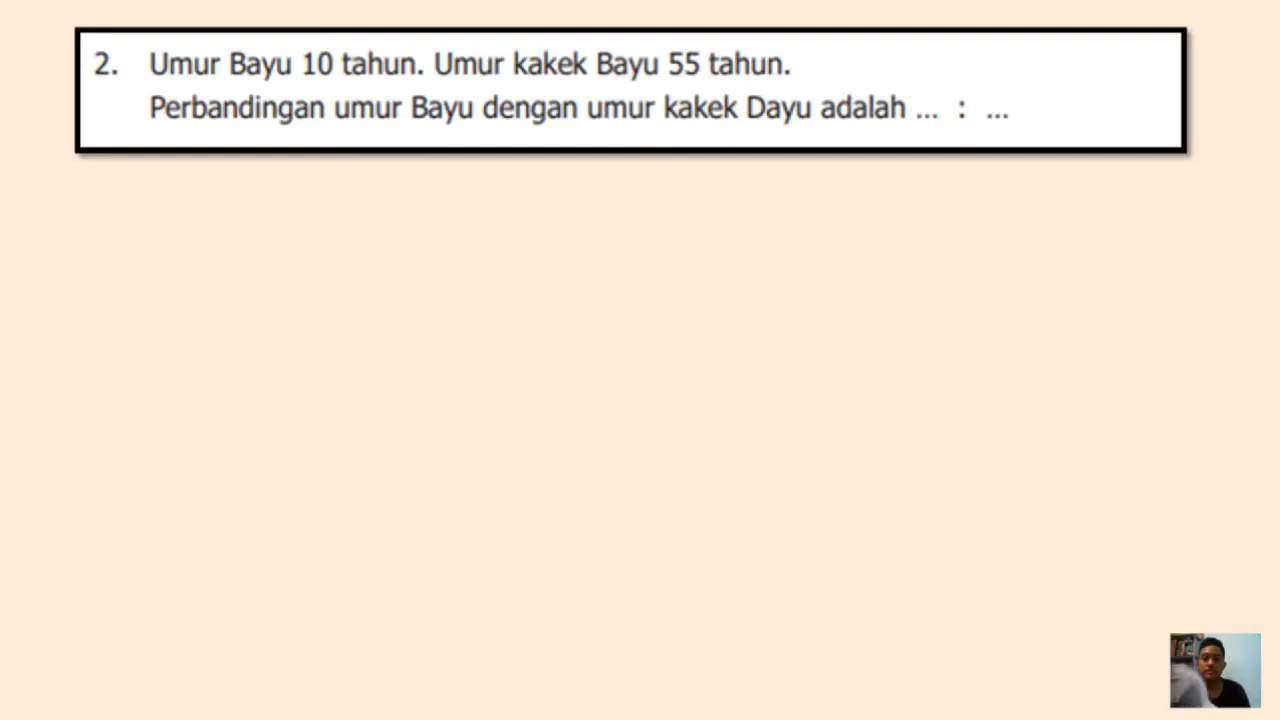 2. Umur Bayu 10 tahun. Umur kakek Bayu 55 tahun.
Perbandingan umur Bayu dengan umur kakek Dayu adalah ... : ...